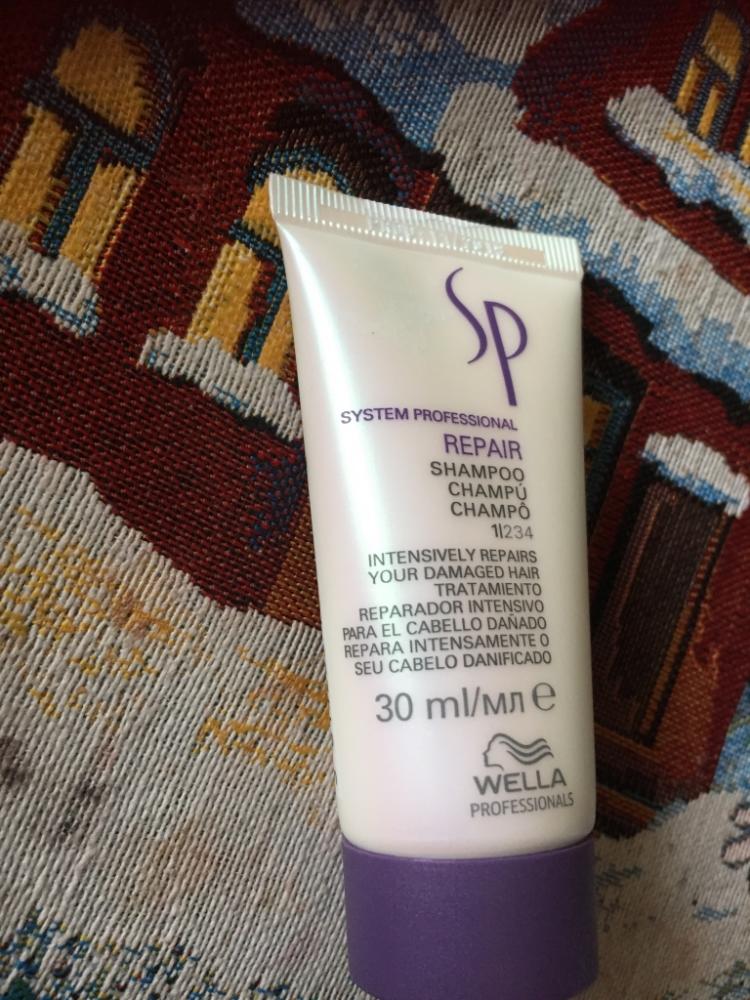 SP
SYSTEM PROFESSIONAL
REPAIR
SHAMPOO
CHAMPÚ
CHAMPÔ
1|234
INTENSIVELY REPAIRS
YOUR DAMAGED HAIR
TRATAMIENTO
REPARADOR INTENSIVO
PARA EL CABELLO DAÑADO
REPARA INTENSAMENTE O
SEU CABELO DANIFICADO
30 ml/мл e
WELLA
PROFESSIONALS